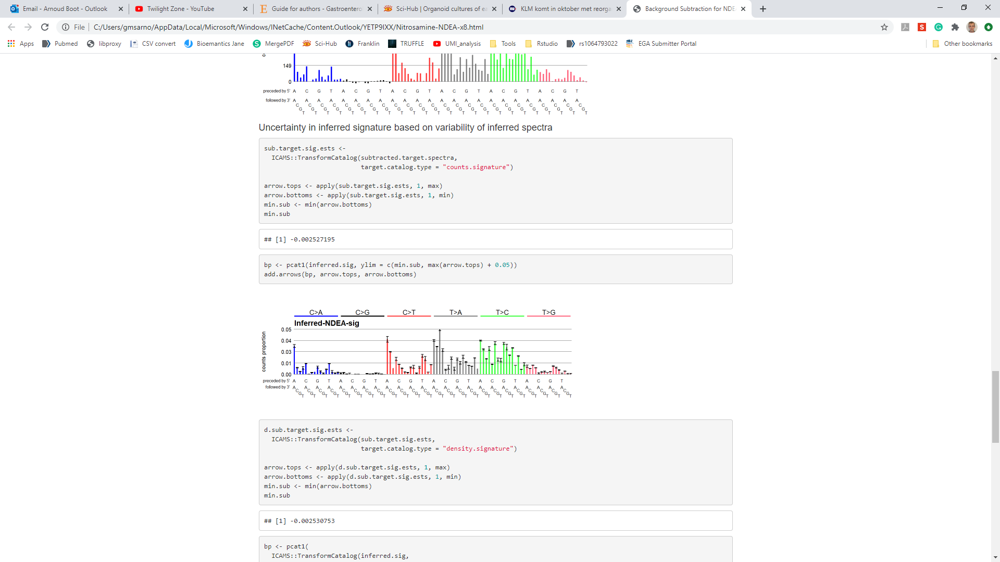 Email - Arnoud Boot - Outlook
Twilight Zone - YouTube
Guide for authors - Gastroentero
Sci-Hub | Organoid cultures of ea
KLM komt in oktober met reorga
Background Subtraction for NDE
File
C:/Users/gmsarno/AppData/Local/Microsoft/Windows/INetCache/Content.Outlook/YETP9IXX/Nitrosamine-NDEA-x8.html
Apps
Pubmed
libproxy
CSV convert
Bioemantics Jane
MergePDF
Sci-Hub
Franklin
TRUFFLE
UMI_analysis
Tools
Rstudio
rs1064793022
EGA Submitter Portal
Other bookmarks
149
0
preceded by 5' A C G T A C G T A C G T A C G T A C G T A C G T
followed by 3' A A A A A A A A A A A A A A A A A A A A A A A A
C C C C C C C C C C C C C C C C C C C C C C C C
G G G G G G G G G G G G G G G G G G G G G G G G
T T T T T T T T T T T T T T T T T T T T T T T T
Uncertainty in inferred signature based on variability of inferred spectra
sub.target.sig.ests <-
ICAMS::TransformCatalog(subtracted.target.spectra,
target.catalog.type = "counts.signature")
arrow.tops <- apply(sub.target.sig.ests, 1, max)
arrow.bottoms <- apply(sub.target.sig.ests, 1, min)
min.sub <- min(arrow.bottoms)
min.sub
## [1] -0.002527195
bp <- pcat1(inferred.sig, ylim = c(min.sub, max(arrow.tops) + 0.05))
add.arrows(bp, arrow.tops, arrow.bottoms)
C>A C>G C>T T>A T>C T>G
Inferred-NDEA-sig
counts proportion
0.05
0.04
0.03
0.01
0.00
preceded by 5' A C G T A C G T A C G T A C G T A C G T A C G T
followed by 3' A A A A A A A A A A A A A A A A A A A A A A A A
C C C C C C C C C C C C C C C C C C C C C C C C
G G G G G G G G G G G G G G G G G G G G G G G G
T T T T T T T T T T T T T T T T T T T T T T T T
d.sub.target.sig.ests <-
ICAMS::TransformCatalog(sub.target.sig.ests,
target.catalog.type = "density.signature")
arrow.tops <- apply(d.sub.target.sig.ests, 1, max)
arrow.bottoms <- apply(d.sub.target.sig.ests, 1, min)
min.sub <- min(arrow.bottoms)
min.sub
## [1] -0.002530753
bp <- pcat1(
ICAMS::TransformCatalog(inferred.sig,